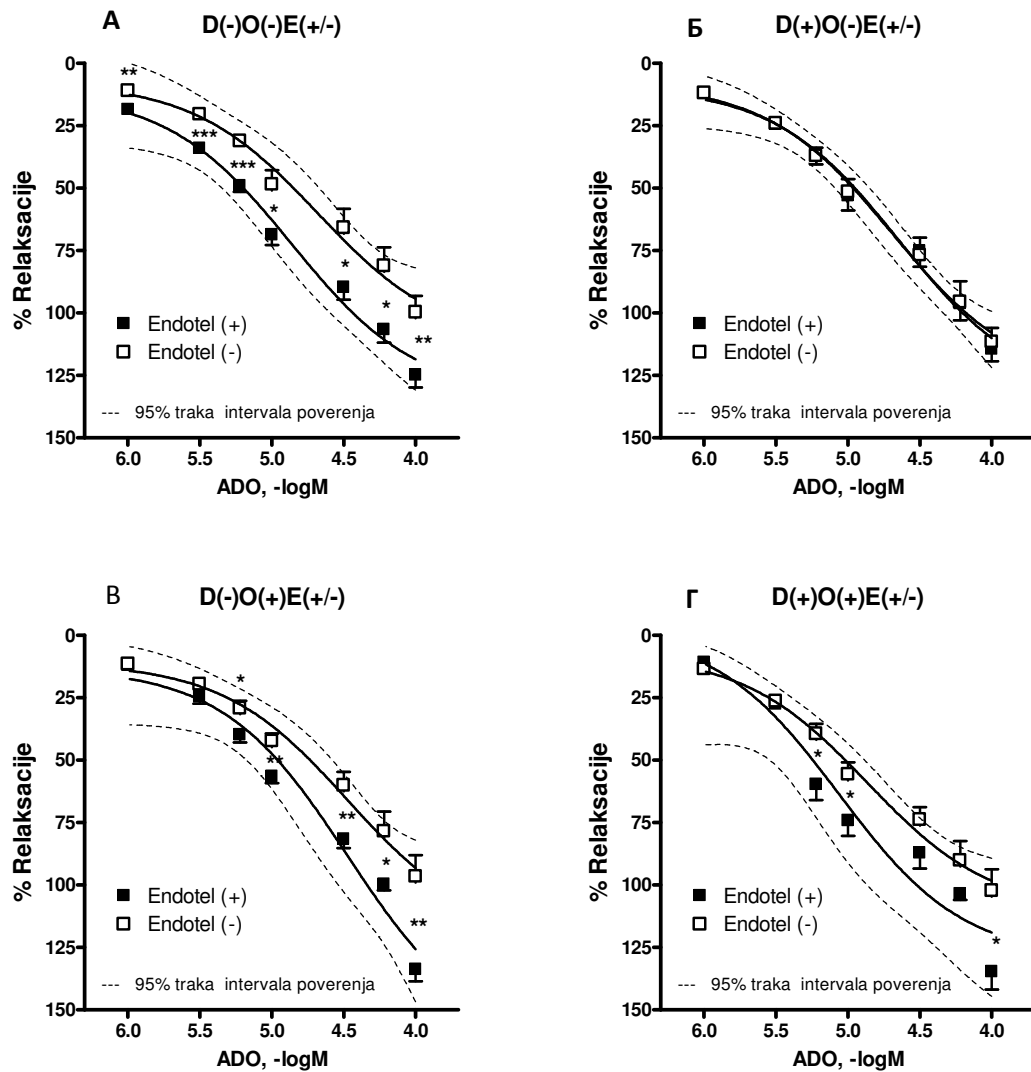 А
D(-)O(-)E(+/-)
0
25
50
75
100
125
150
% Relaksacije
**
***
***
*
*
*
**
Endotel (+)
Endotel (-)
--- 95% traka intervala poverenja
6.0 5.5 5.0 4.5 4.0
ADO, -logM
Б
D(+)O(-)E(+/-)
0
25
50
75
100
125
150
% Relaksacije
Endotel (+)
Endotel (-)
--- 95% traka intervala poverenja
6.0 5.5 5.0 4.5 4.0
ADO, -logM
В
D(-)O(+)E(+/-)
0
25
50
75
100
125
150
% Relaksacije
*
**
**
*
**
Endotel (+)
Endotel (-)
--- 95% traka intervala poverenja
6.0 5.5 5.0 4.5 4.0
ADO, -logM
Г
D(+)O(+)E(+/-)
0
25
50
75
100
125
150
% Relaksacije
*
*
*
Endotel (+)
Endotel (-)
--- 95% traka intervala poverenja
6.0 5.5 5.0 4.5 4.0
ADO, -logM